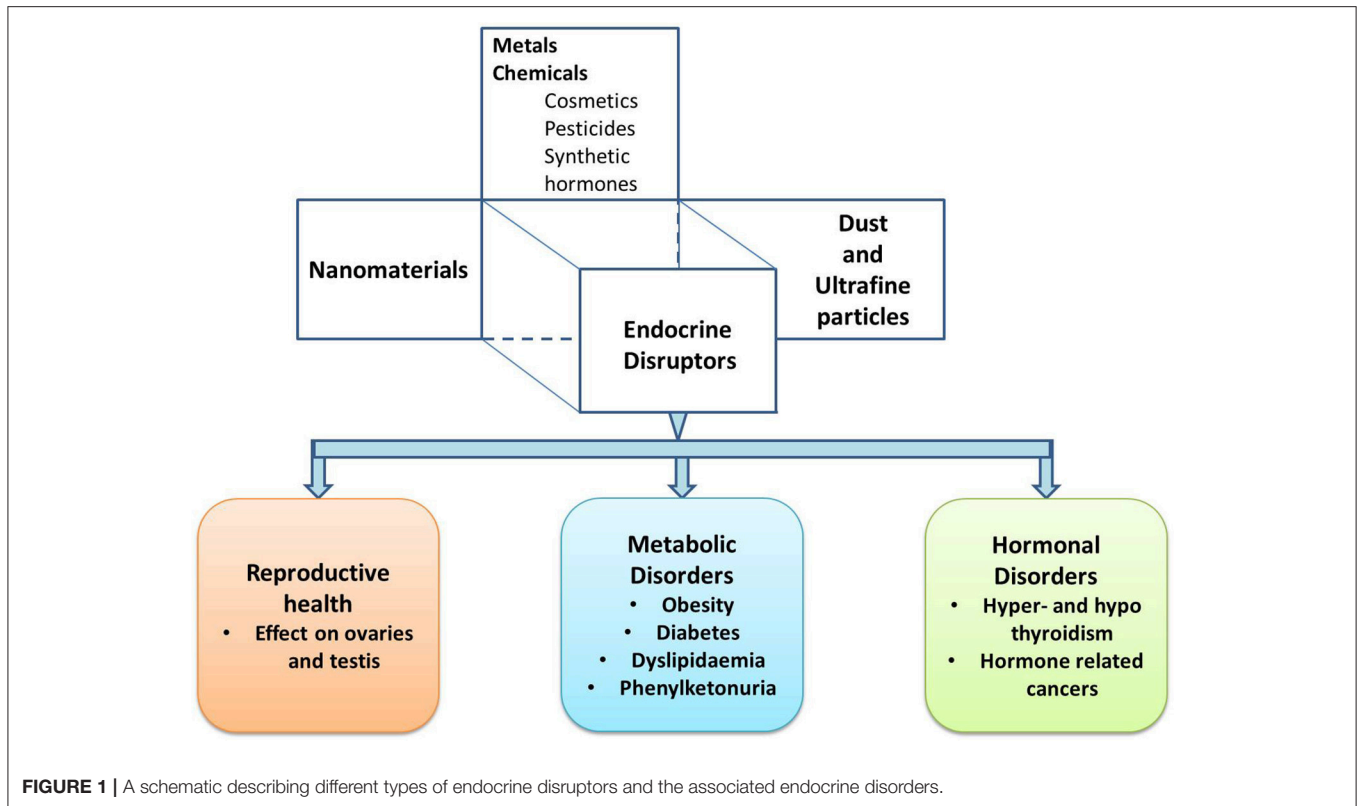 Metals
Chemicals
Cosmetics
Pesticides
Synthetic
hormones
Nanomaterials
Dust
and
Ultrafine
particles
Endocrine
Disruptors
Reproductive
health
• Effect on ovaries
and testis
Metabolic
Disorders
• Obesity
• Diabetes
• Dyslipidaemia
• Phenylketonuria
Hormonal
Disorders
• Hyper- and hypo
thyroidism
• Hormone related
cancers
FIGURE 1 | A schematic describing different types of endocrine disruptors and the associated endocrine disorders.